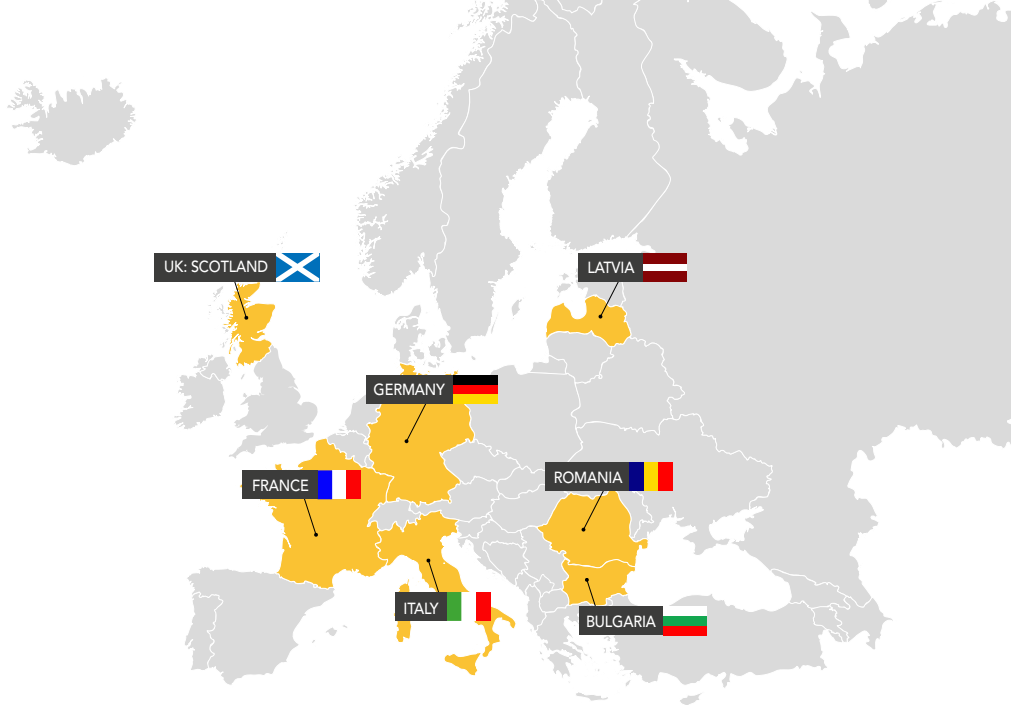 UK: SCOTLAND
LATVIA
GERMANY
FRANCE
ROMANIA
ITALY
BULGARIA